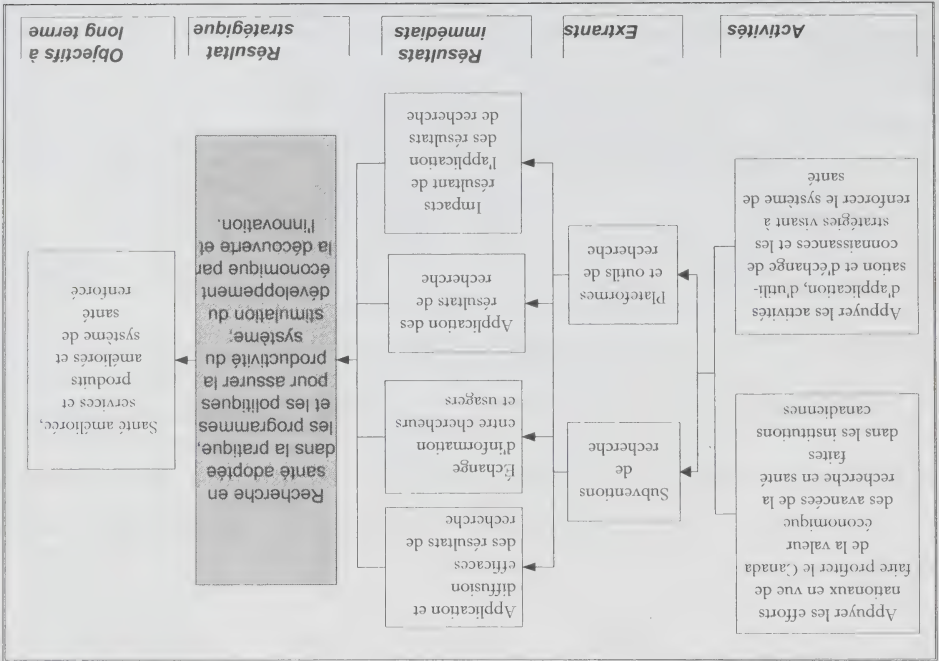 Appuyer les efforts
nationaux en vue de
faire profiter le Canada
de la valeur
économique
des avancées de la
recherche en santé
faites
dans les institutions
canadiennes
Appuyer les activités
d'application, d'utili-
sation et d'échange de
connaissances et les
stratégies visant à
renforcer le système de
santé
Subventions
de
recherche
Plateformes
et outils de
recherche
Application et
diffusion
efficaces
des résultats de
recherche
Échange
d'information
entre chercheurs
et usagers
Application des
résultats de
recherche
Impacts
résultant de
l'application
des résultats
de recherche
Recherche en
santé adoptée
dans la pratique,
les programmes
et les politiques
pour assurer la
productivité du
système;
stimulation du
développement
économique par
la découverte et
l'innovation.
Santé améliorée,
services et
produits
améliorés et
système de
santé
renforcé
Activités
Extrants
Résultats
immédiats
Résultat
stratégique
Objectifs à
long terme